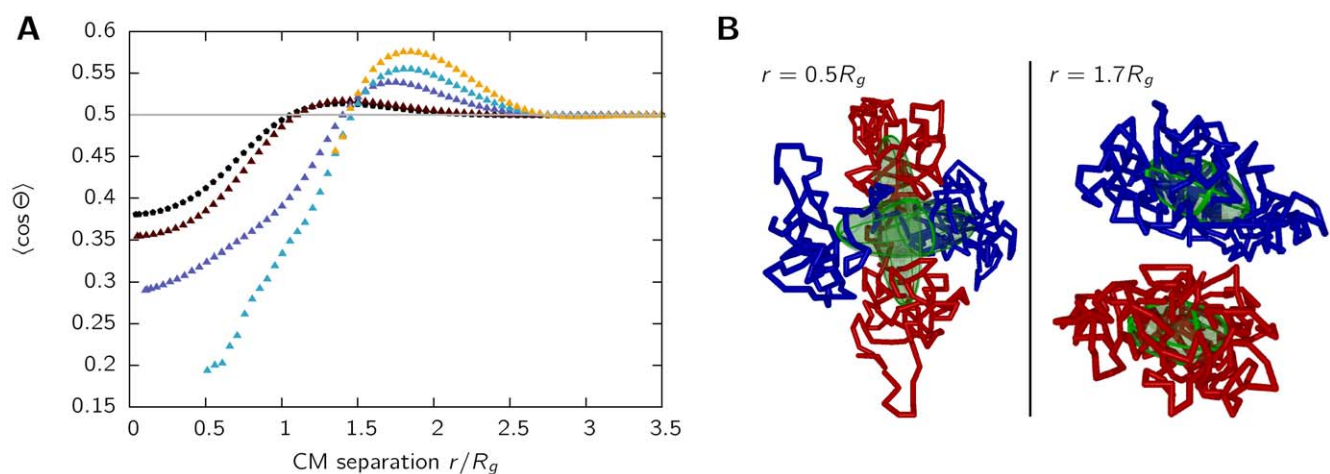 A
0.6
0.55
0.5
0.45
0.4
0.35
0.3
0.25
0.2
0.15
⟨cos Θ⟩
0 0.5 1 1.5 2 2.5 3 3.5
CM separation r/R_g
B
r = 0.5R_g
r = 1.7R_g